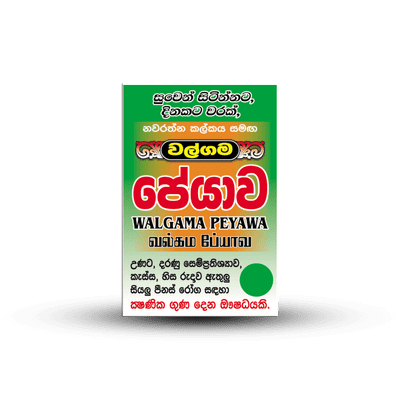 සුවෙන් සිටින්නට,
දිනකට වරක්,
නවරත්න කල්කය සමඟ
වල්ගම
පේයාව
WALGAMA PEYAWA
வல்கம பேயாவ
උණට, දරුණු සෙම්ප්‍රතිශ්‍යාව,
කැස්ස, හිස රුදාව ඇතුලු
සියලු පීනස් රෝග සඳහා
ක්ෂණික ගුණ දෙන ඖෂධයකි.